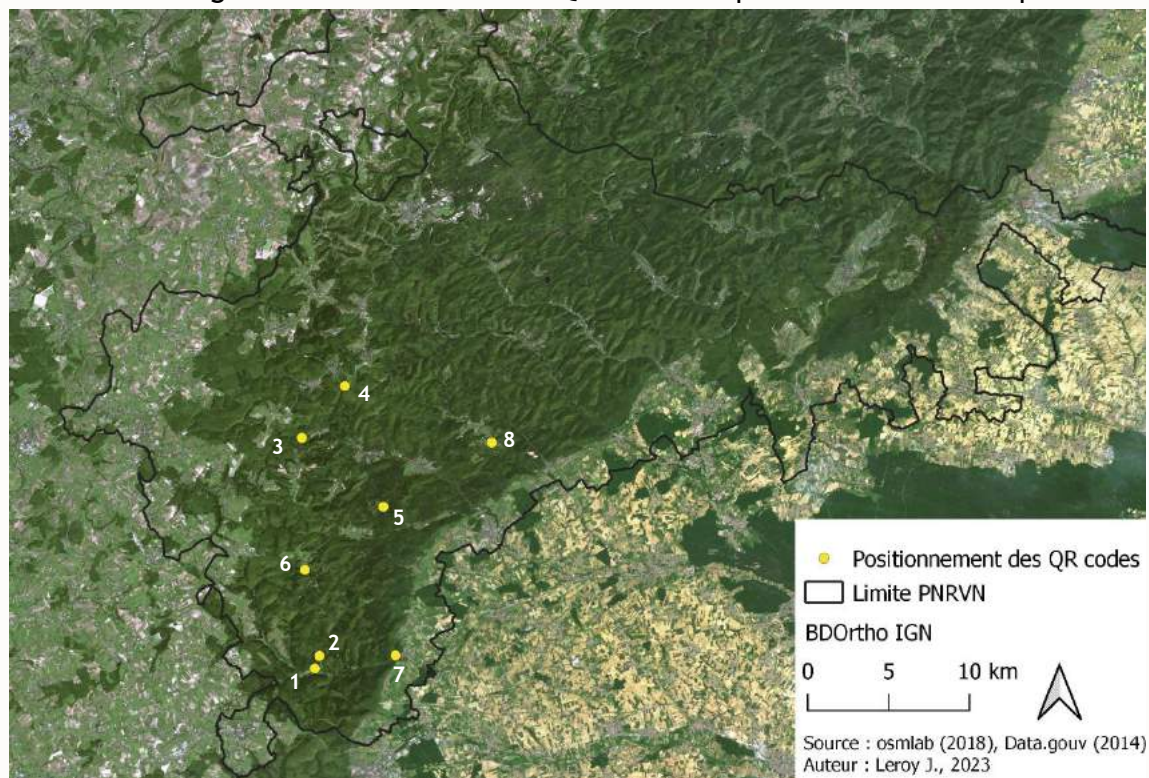 4
3
8
5
6
2
1
7
Positionnement des QR codes
Limite PNRVN
BDOrtho IGN
0 5 10 km
Source : osmlab (2018), Data.gouv (2014)
Auteur : Leroy J., 2023